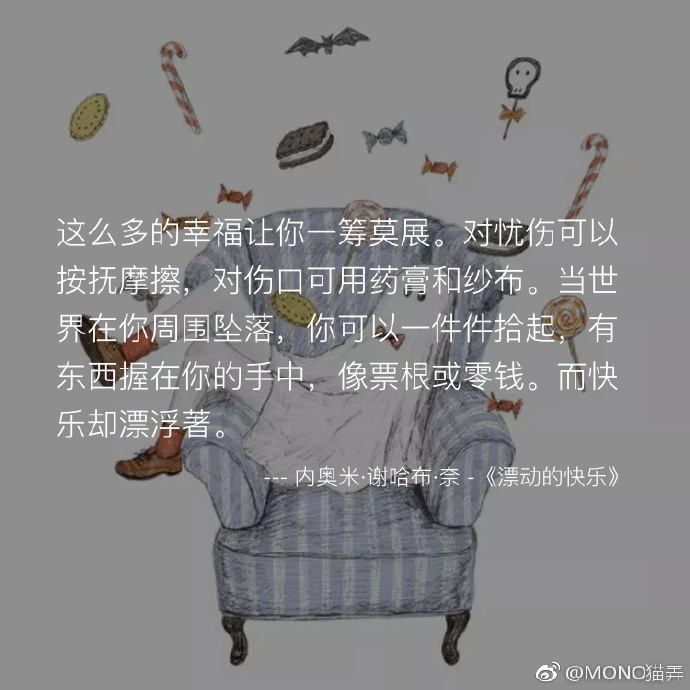 这么多的幸福让你一筹莫展。对忧伤可以
按抚摩擦，对伤口可用药膏和纱布。当世
界在你周围坠落，你可以一件件拾起，有
东西握在你的手中，像票根或零钱。而快
乐却漂浮著。
--- 内奥米·谢哈布·奈 -《漂动的快乐》
@MONO猫弄